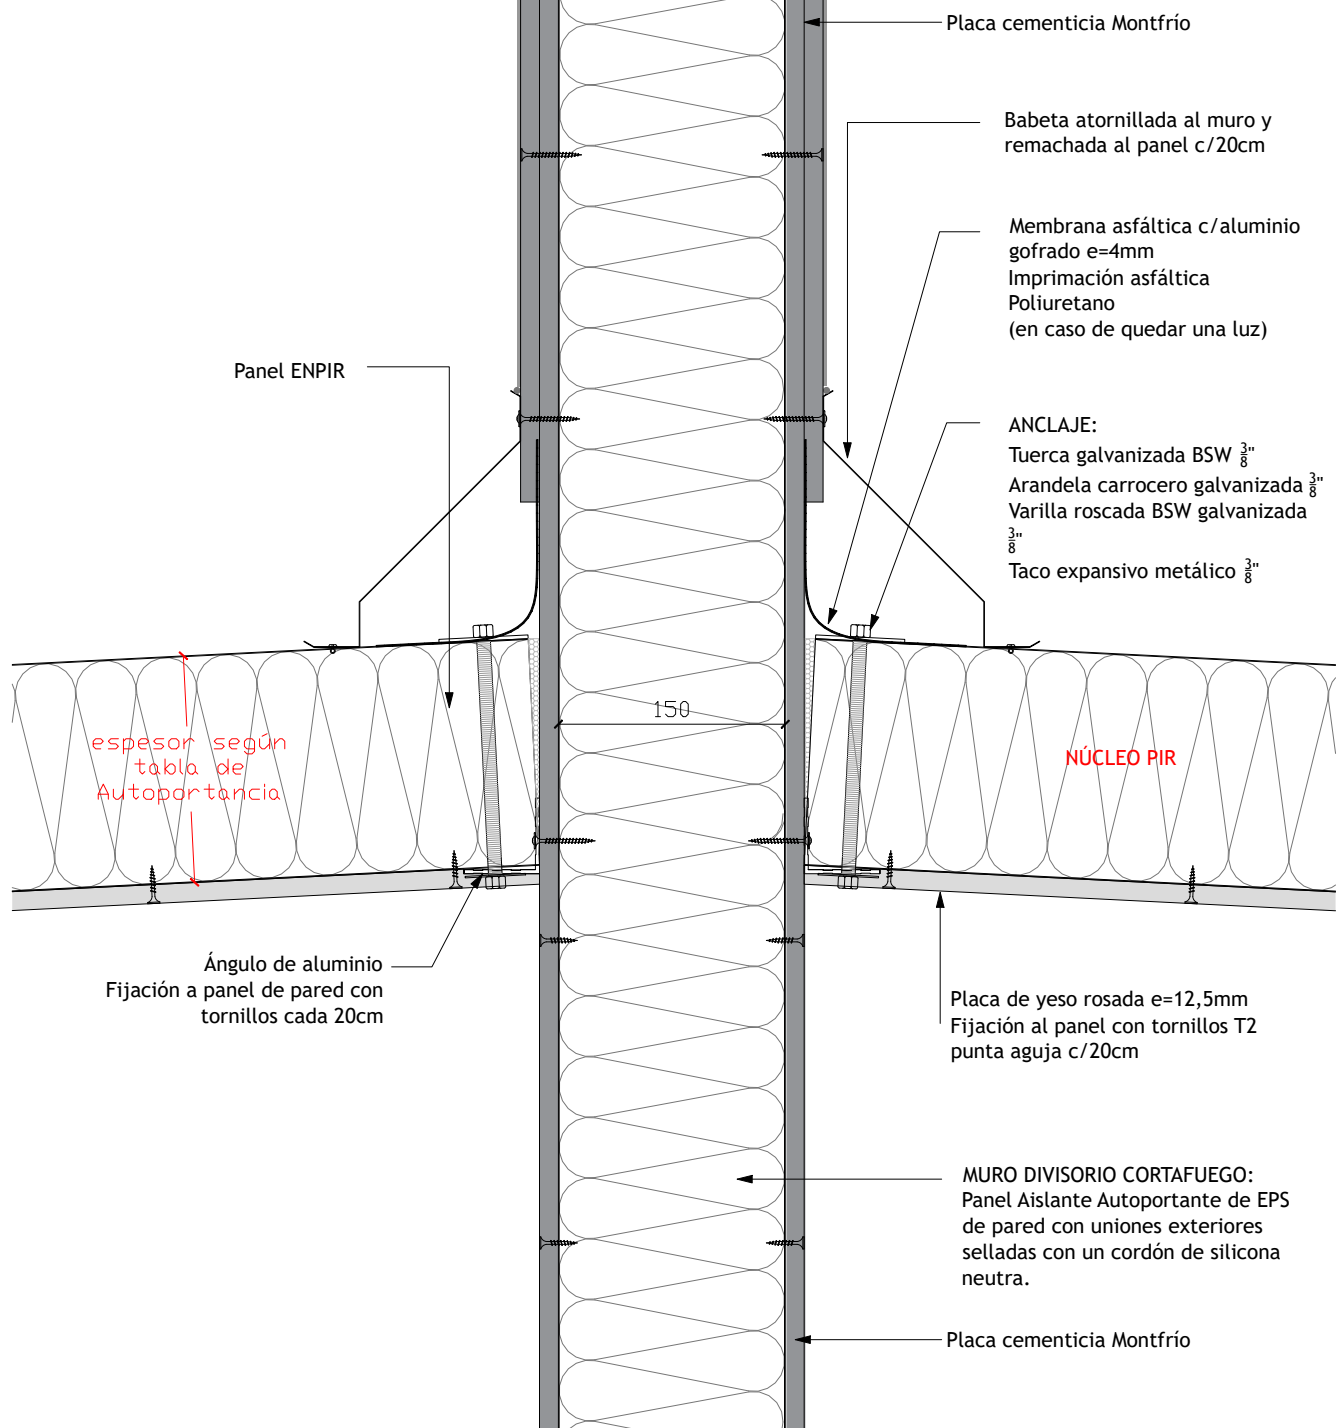 Placa cementicia Montfrío
Babeta atornillada al muro y
remachada al panel c/20cm
Membrana asfáltica c/aluminio
gofrado e=4mm
Imprimación asfáltica
Poliuretano
(en caso de quedar una luz)
Panel ENPIR
ANCLAJE:
Tuerca galvanizada BSW 3/8"
Arandela carrocero galvanizada 3/8"
Varilla roscada BSW galvanizada
3/8"
Taco expansivo metálico 3/8"
150
espesor según
tabla de
Autoportancia
NÚCLEO PIR
Ángulo de aluminio
Fijación a panel de pared con
tornillos cada 20cm
Placa de yeso rosada e=12,5mm
Fijación al panel con tornillos T2
punta aguja c/20cm
MURO DIVISORIO CORTAFUEGO:
Panel Aislante Autoportante de EPS
de pared con uniones exteriores
selladas con un cordón de silicona
neutra.
Placa cementicia Montfrío